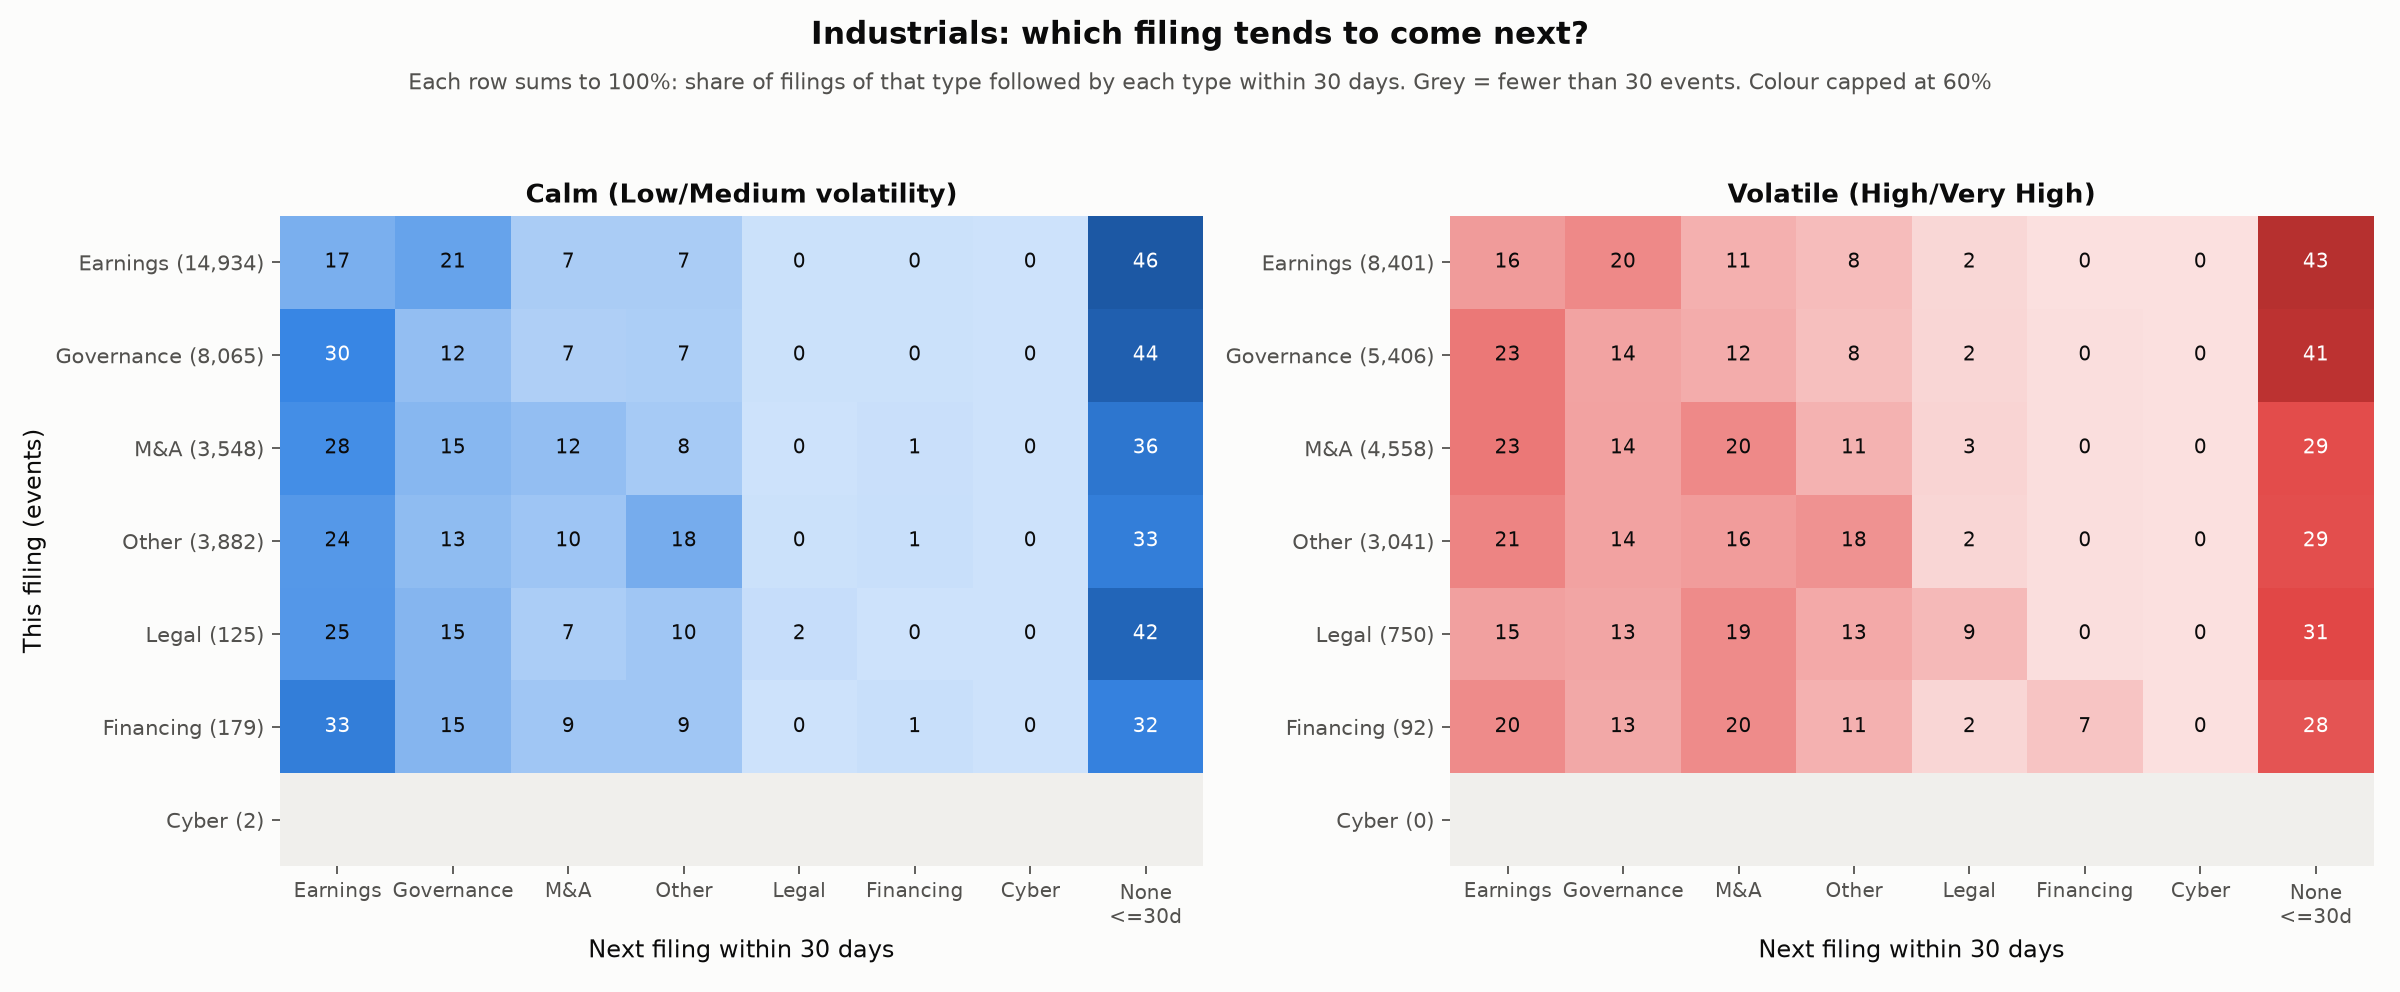 Industrials: which filing tends to come next?
Each row sums to 100%: share of filings of that type followed by each type within 30 days. Grey = fewer than 30 events. Colour capped at 60%
Calm (Low/Medium volatility)
This filing (events)
Earnings (14,934) 17 21 7 7 0 0 0 46
Governance (8,065) 30 12 7 7 0 0 0 44
M&A (3,548) 28 15 12 8 0 1 0 36
Other (3,882) 24 13 10 18 0 1 0 33
Legal (125) 25 15 7 10 2 0 0 42
Financing (179) 33 15 9 9 0 1 0 32
Cyber (2)
Earnings Governance M&A Other Legal Financing Cyber None
<=30d
Next filing within 30 days
Volatile (High/Very High)
Earnings (8,401) 16 20 11 8 2 0 0 43
Governance (5,406) 23 14 12 8 2 0 0 41
M&A (4,558) 23 14 20 11 3 0 0 29
Other (3,041) 21 14 16 18 2 0 0 29
Legal (750) 15 13 19 13 9 0 0 31
Financing (92) 20 13 20 11 2 7 0 28
Cyber (0)
Earnings Governance M&A Other Legal Financing Cyber None
<=30d
Next filing within 30 days